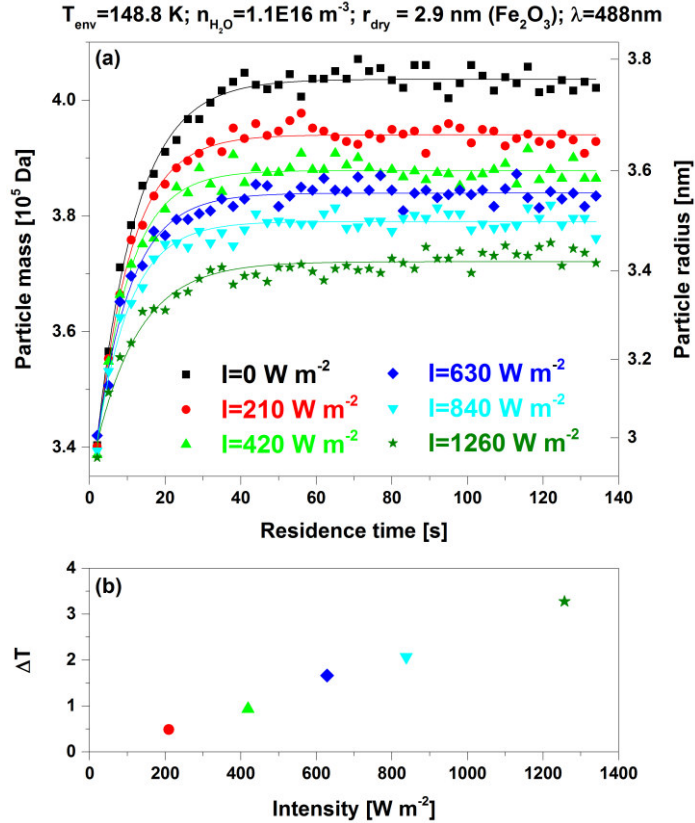 T_env=148.8 K; n_H₂O=1.1E16 m⁻³; r_dry = 2.9 nm (Fe₂O₃); λ=488nm
(a)
Particle mass [10⁵ Da]
4.0
3.8
3.6
3.4
Particle radius [nm]
3.8
3.6
3.4
3.2
3
I=0 W m⁻²
I=210 W m⁻²
I=420 W m⁻²
I=630 W m⁻²
I=840 W m⁻²
I=1260 W m⁻²
0 20 40 60 80 100 120 140
Residence time [s]
(b)
ΔT
4
3
2
1
0
0 200 400 600 800 1000 1200 1400
Intensity [W m⁻²]